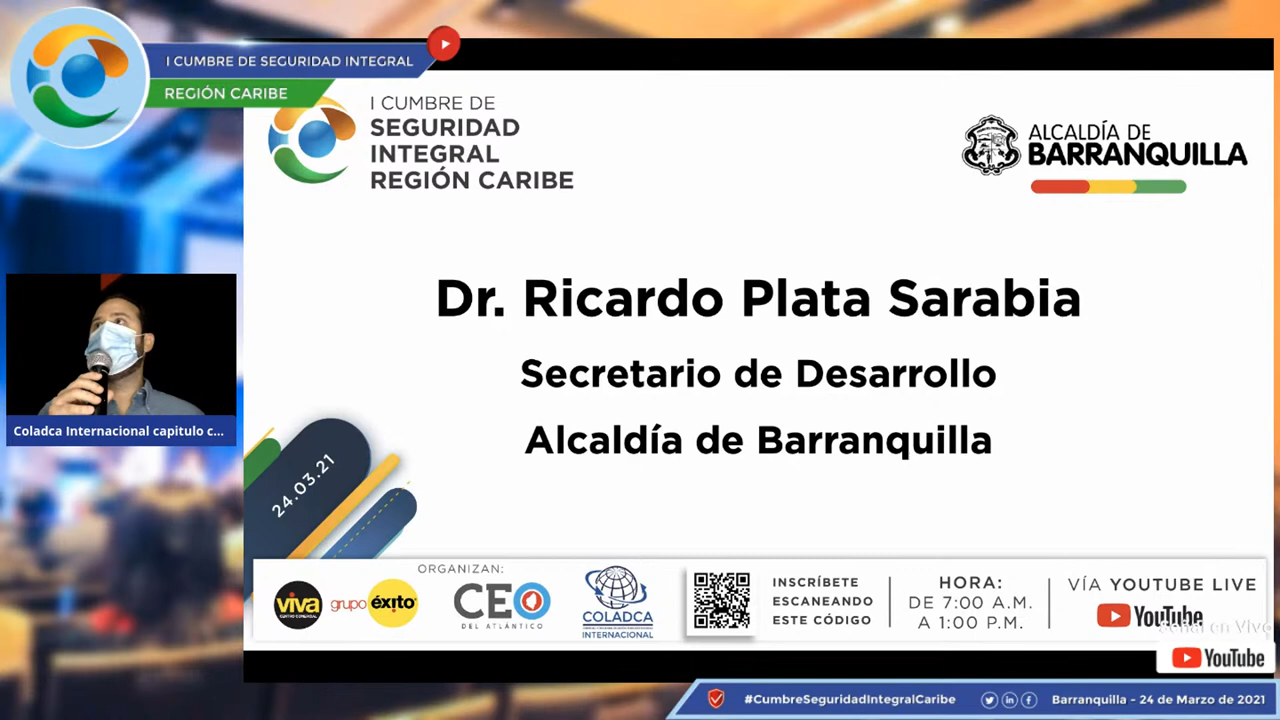 I CUMBRE DE SEGURIDAD INTEGRAL
REGIÓN CARIBE
I CUMBRE DE
SEGURIDAD
INTEGRAL
REGIÓN CARIBE
ALCALDÍA DE
BARRANQUILLA
Dr. Ricardo Plata Sarabia
Secretario de Desarrollo
Alcaldía de Barranquilla
Coladca Internacional capitulo c...
24.03.21
ORGANIZAN:
viva
CENTRO COMERCIAL
grupo éxito
CEO
DEL ATLÁNTICO
COLADCA
INTERNACIONAL
INSCRÍBETE
ESCANEANDO
ESTE CÓDIGO
HORA:
DE 7:00 A.M.
A 1:00 P.M.
VÍA YOUTUBE LIVE
YouTube
YouTube
#CumbreSeguridadIntegralCaribe
Barranquilla - 24 de Marzo de 2021